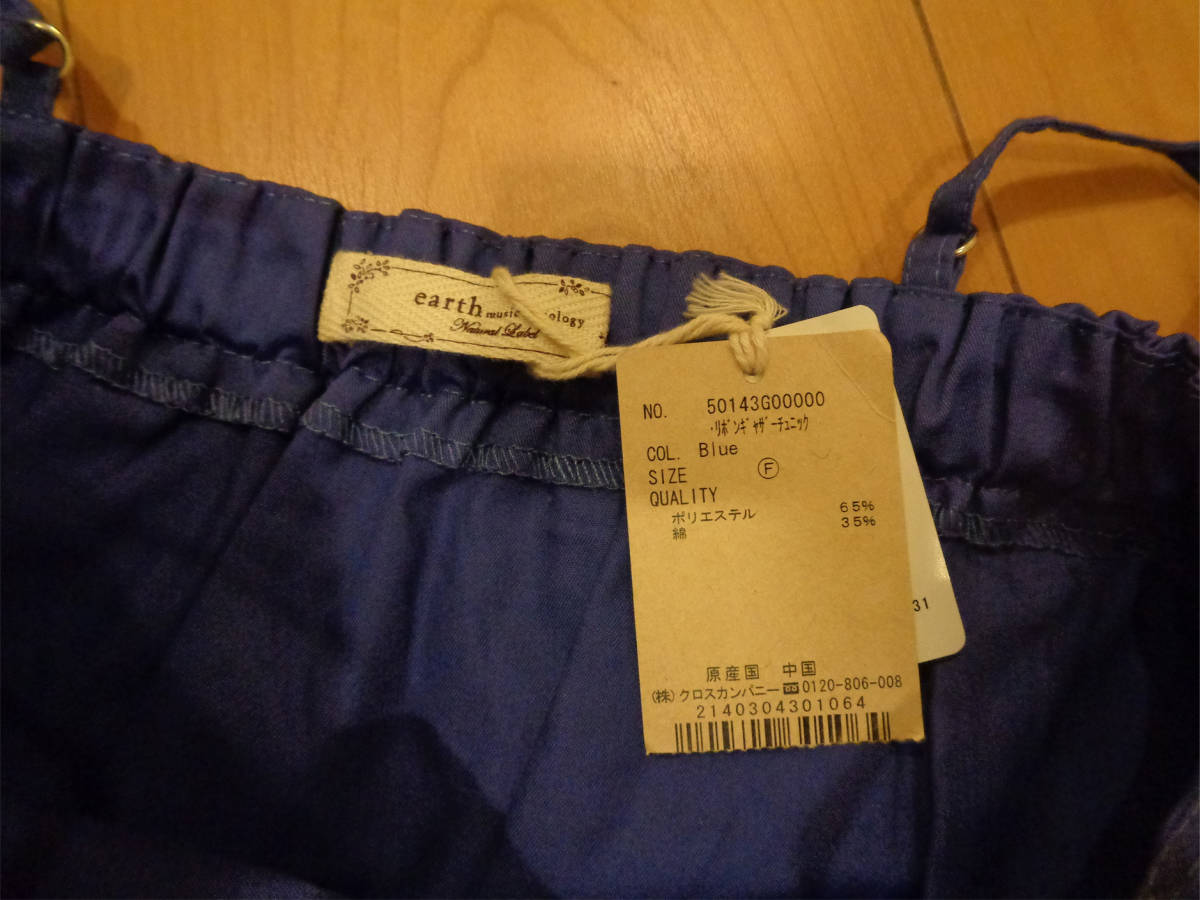 earth music ology
Natural Label
NO. 50143G00000
・ﾘﾎﾞﾝｷﾞｬｻﾞｰﾁｭﾆｯｸ
COL. Blue
SIZE Ⓕ
QUALITY
ポリエステル 65%
綿 35%
31
原産国 中国
(株)クロスカンパニー☎0120-806-008
2140304301064